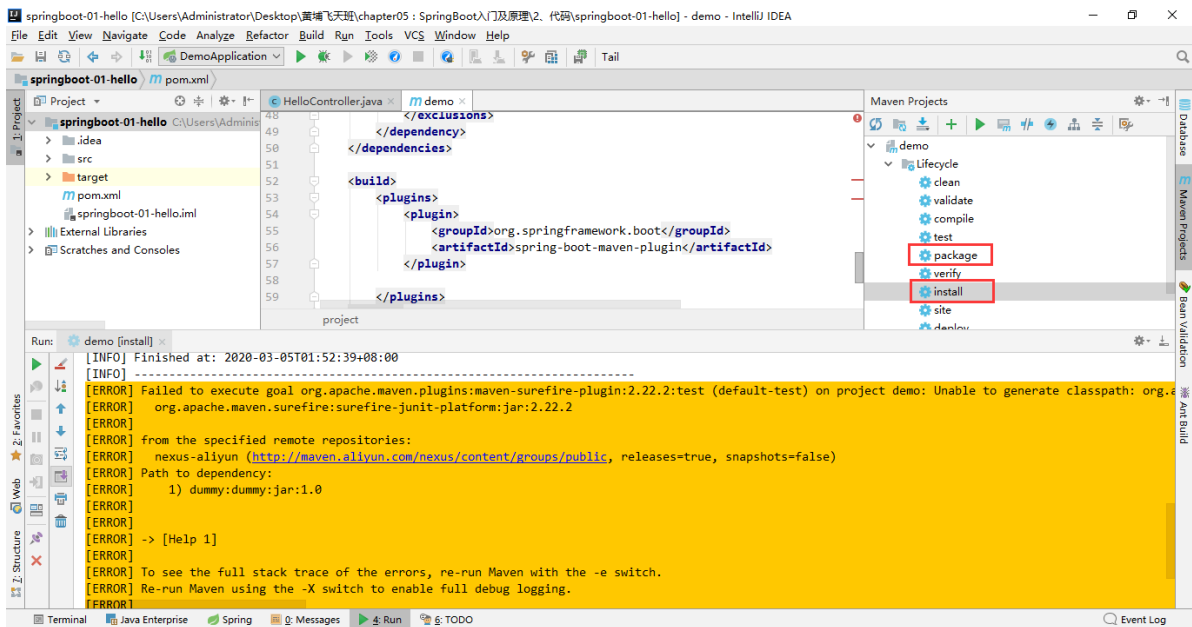 springboot-01-hello [C:\Users\Administrator\Desktop\黄埔飞天班\chapter05：SpringBoot入门及原理\2、代码\springboot-01-hello] - demo - IntelliJ IDEA
File Edit View Navigate Code Analyze Refactor Build Run Tools VCS Window Help
DemoApplication Tail
springboot-01-hello pom.xml
1: Project
Project
springboot-01-hello C:\Users\Adminis
.idea
src
target
pom.xml
springboot-01-hello.iml
External Libraries
Scratches and Consoles
HelloController.java demo
48 </exclusions>
49 </dependency>
50 </dependencies>
51
52 <build>
53 <plugins>
54 <plugin>
55 <groupId>org.springframework.boot</groupId>
56 <artifactId>spring-boot-maven-plugin</artifactId>
57 </plugin>
58
59 </plugins>
project
Maven Projects
demo
Lifecycle
clean
validate
compile
test
package
verify
install
site
deploy
Database
Maven Projects
Bean Validation
Ant Build
Run: demo [install]
[INFO] Finished at: 2020-03-05T01:52:39+08:00
[INFO] ------------------------------------------------------------------------
[ERROR] Failed to execute goal org.apache.maven.plugins:maven-surefire-plugin:2.22.2:test (default-test) on project demo: Unable to generate classpath: org.a
[ERROR] org.apache.maven.surefire:surefire-junit-platform:jar:2.22.2
[ERROR]
[ERROR] from the specified remote repositories:
[ERROR] nexus-aliyun (http://maven.aliyun.com/nexus/content/groups/public, releases=true, snapshots=false)
[ERROR] Path to dependency:
[ERROR] 1) dummy:dummy:jar:1.0
[ERROR]
[ERROR]
[ERROR] -> [Help 1]
[ERROR]
[ERROR] To see the full stack trace of the errors, re-run Maven with the -e switch.
[ERROR] Re-run Maven using the -X switch to enable full debug logging.
[ERROR]
2: Favorites
Web
7: Structure
Terminal Java Enterprise Spring 0: Messages 4: Run 6: TODO Event Log